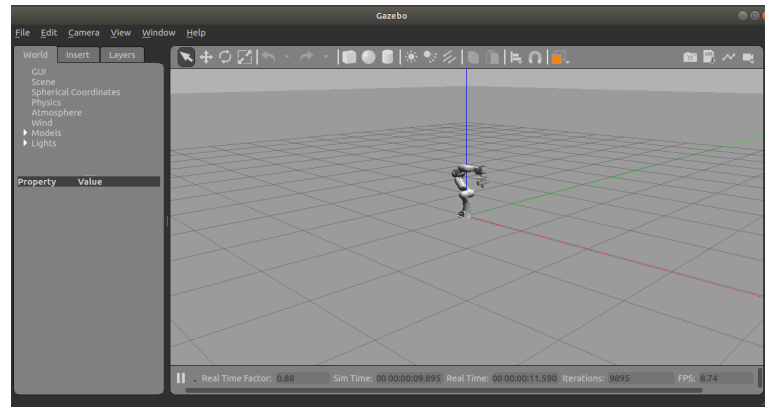 Gazebo
File Edit Camera View Window Help
World Insert Layers
GUI
Scene
Spherical Coordinates
Physics
Atmosphere
Wind
Models
Lights
Property Value
Real Time Factor: 0.88 Sim Time: 00 00:00:09.895 Real Time: 00 00:00:11.590 Iterations: 9895 FPS: 8.74